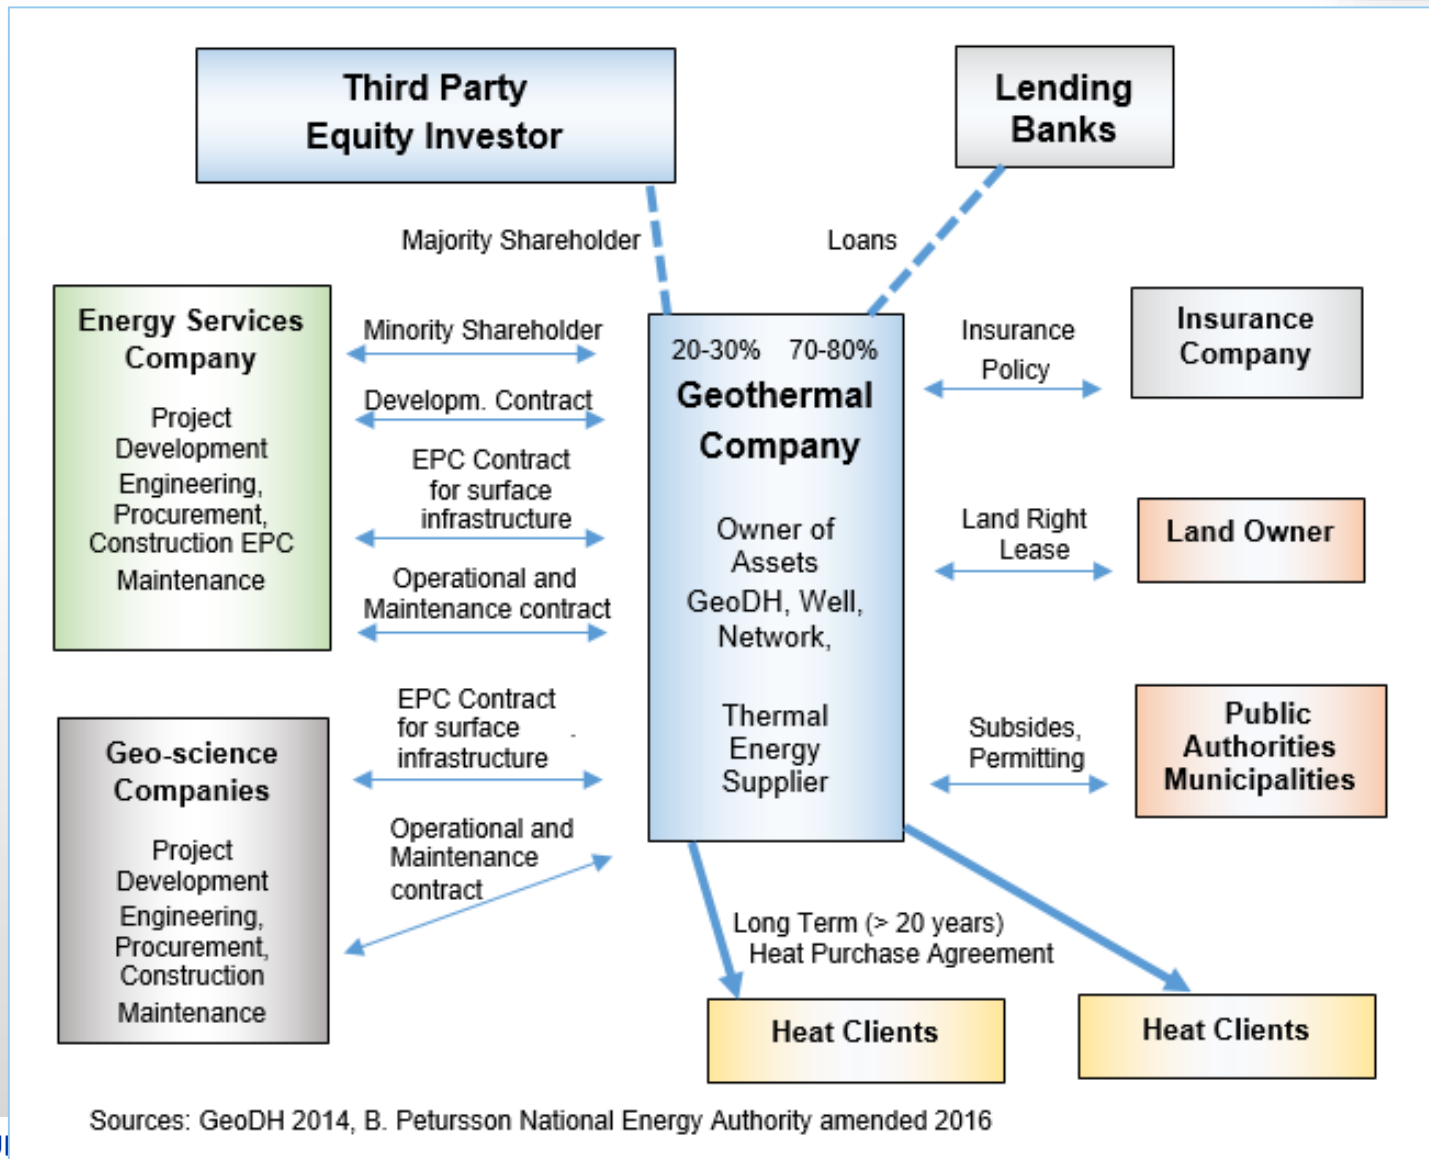 Third Party
Equity Investor
Lending
Banks
Majority Shareholder
Loans
Energy Services
Company
Project
Development
Engineering,
Procurement,
Construction EPC
Maintenance
Minority Shareholder
Developm. Contract
EPC Contract
for surface
infrastructure
Operational and
Maintenance contract
20-30% 70-80%
Geothermal
Company
Owner of
Assets
GeoDH, Well,
Network,
Thermal
Energy
Supplier
Insurance
Policy
Insurance
Company
Land Right
Lease
Land Owner
Subsides,
Permitting
Public
Authorities
Municipalities
Geo-science
Companies
Project
Development
Engineering,
Procurement,
Construction
Maintenance
EPC Contract
for surface .
infrastructure
Operational and
Maintenance
contract
Long Term (> 20 years)
Heat Purchase Agreement
Heat Clients
Heat Clients
Sources: GeoDH 2014, B. Petursson National Energy Authority amended 2016